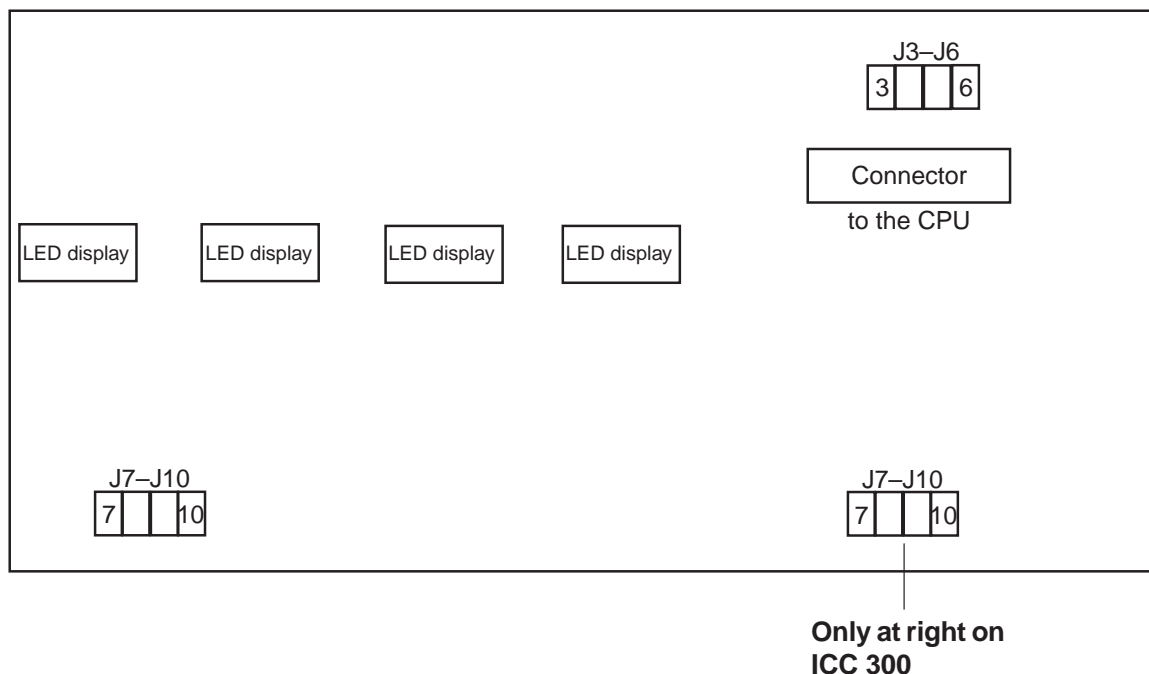 J3–J6
3 6
Connector
to the CPU
LED display LED display LED display LED display
J7–J10
7 10
J7–J10
7 10
Only at right on
ICC 300